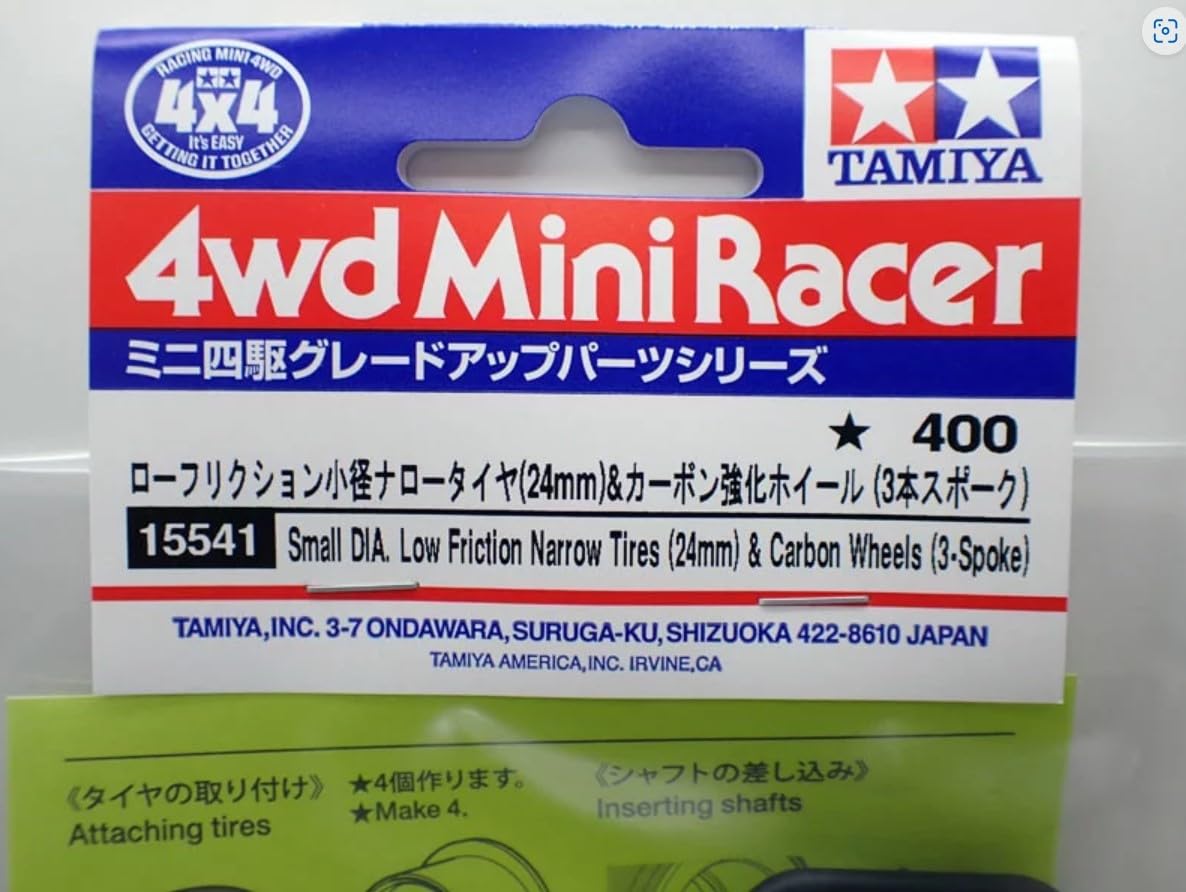 RACING MINI 4WD
4x4
It's EASY
GETTING IT TOGETHER
TAMIYA
4wd Mini Racer
ミニ四駆グレードアップパーツシリーズ
★ 400
ローフリクション小径ナロータイヤ(24mm)&カーボン強化ホイール (3本スポーク)
15541 Small DIA. Low Friction Narrow Tires (24mm) & Carbon Wheels (3-Spoke)
TAMIYA,INC. 3-7 ONDAWARA,SURUGA-KU,SHIZUOKA 422-8610 JAPAN
TAMIYA AMERICA,INC. IRVINE,CA
《タイヤの取り付け》 ★4個作ります。 《シャフトの差し込み》
Attaching tires ★Make 4. Inserting shafts